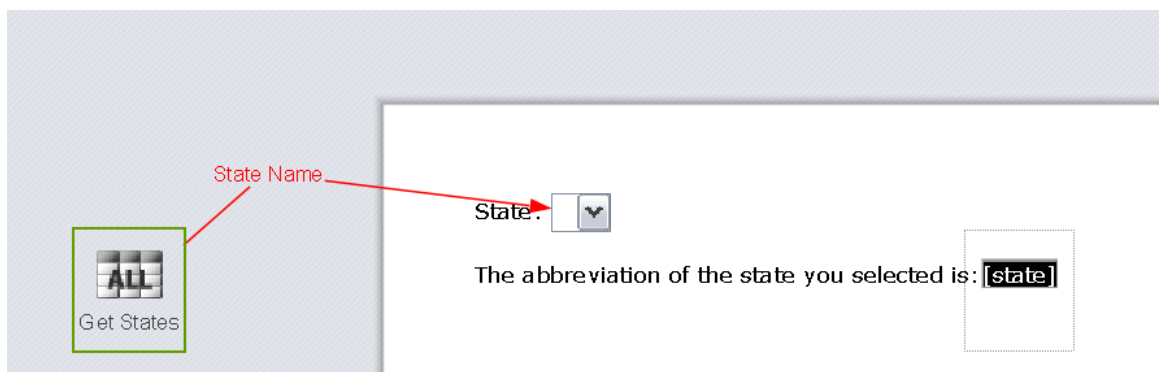 State Name
State:
ALL
Get States
The abbreviation of the state you selected is: [state]